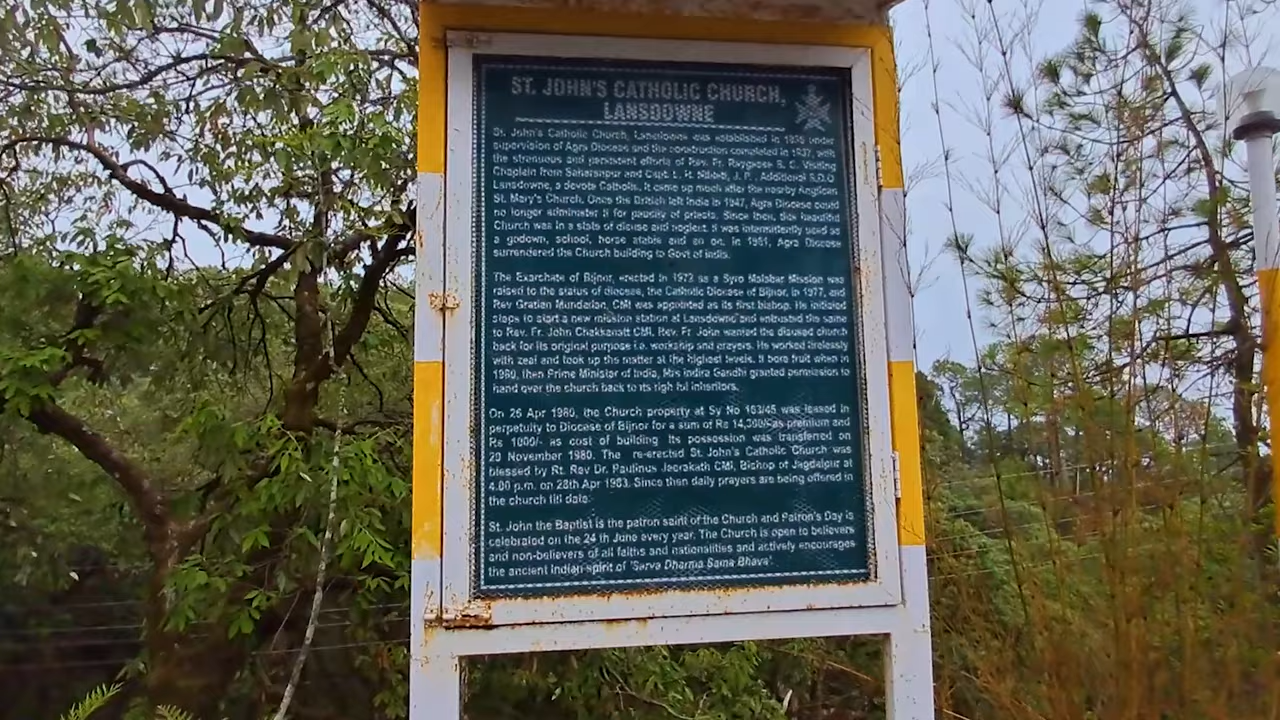 ST. JOHN'S CATHOLIC CHURCH,
LANSDOWNE
St. John's Catholic Church, Lansdowne was established in 1936 under
supervision of Agra Diocese and the construction completed in 1937, with
the strenuous and persistent efforts of Rev. Fr. S. C. Visiting
Chaplain from Saharanpur and Capt. L. H. J. P., Additional S.D.O.
Lansdowne, a devote Catholic. It came up much after the nearby Anglican
St. Mary's Church. Once the British left India in 1947, Agra Diocese could
no longer administer it for paucity of priests. Since then, this beautiful
Church was in a state of disuse and neglect. It was intermittently used as
a godown, school, horse stable and so on. In 1951, Agra Diocese
surrendered the Church building to Govt of India.
The Exarchate of Bijnor, erected in 1972 as a Syro Malabar Mission was
raised to the status of diocese, the Catholic Diocese of Bijnor, in 1977, and
Rev Gratian Mundadan, CMI was appointed as its first bishop. He initiated
steps to start a new mission station at Lansdowne and entrusted the same
to Rev. Fr. John Chakkanatt CMI. Rev. Fr. John wanted the disused church
back for its original purpose i.e. worship and prayers. He worked tirelessly
with zeal and took up the matter at the highest levels. It bore fruit when in
1980, then Prime Minister of India, Mrs Indira Gandhi granted permission to
hand over the church back to its rightful inheritors.
On 26 Apr 1980, the Church property at Sy No 163/45 was leased in
perpetuity to Diocese of Bijnor for a sum of Rs 14,300/-as premium and
Rs 1000/- as cost of building Its possession was transferred on
20 November 1980. The re-erected St. John's Catholic Church was
blessed by Rt. Rev Dr. Paulinus Jeerakath CMI, Bishop of Jagdalpur at
4.00 p.m. on 28th Apr 1983. Since then daily prayers are being offered in
the church till date.
St. John the Baptist is the patron saint of the Church and Patron's Day is
celebrated on the 24 th June every year. The Church is open to believers
and non-believers of all faiths and nationalities and actively encourages
the ancient Indian spirit of 'Sarva Dharma Sama Bhava'.